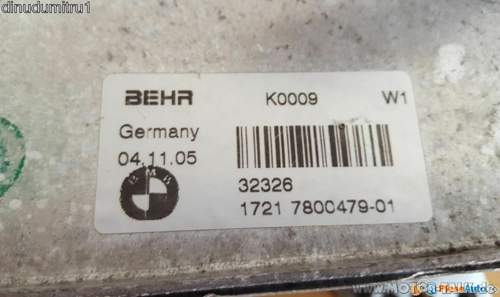 dinudumitru1
BEHR K0009 W1
Germany
04.11.05
BMW
32326
1721 7800479-01